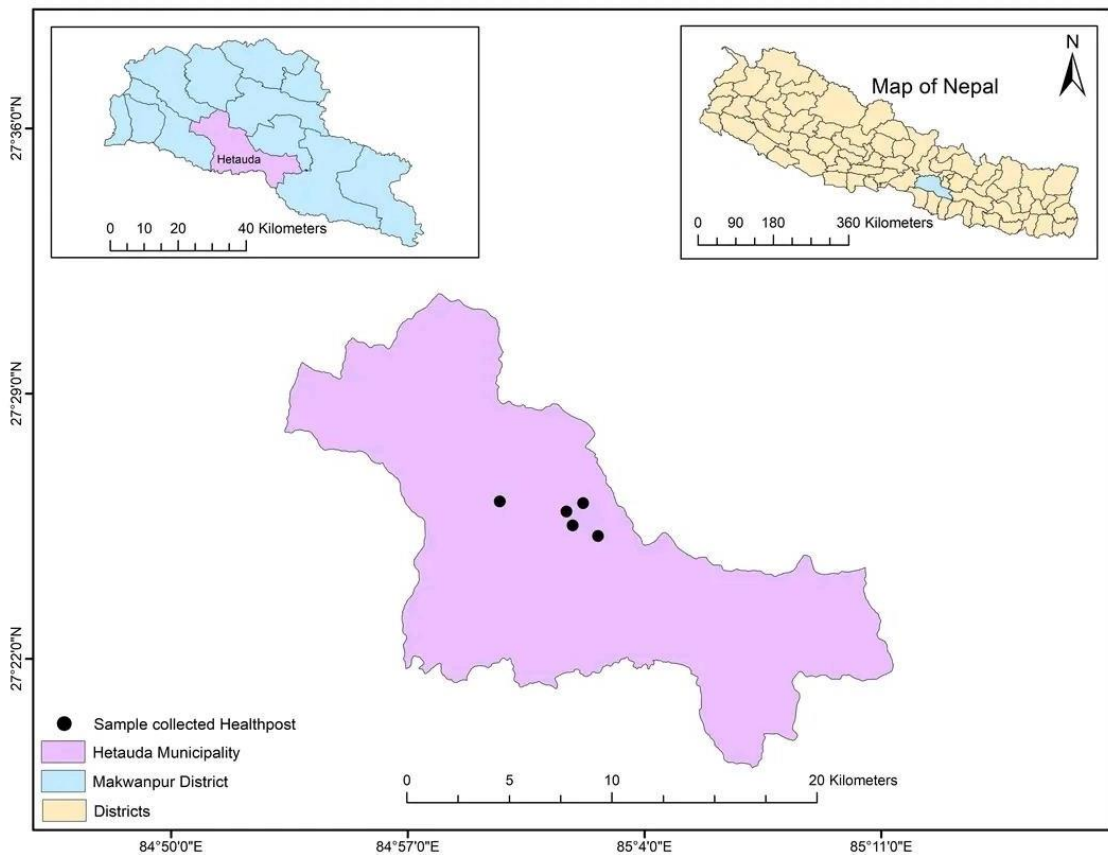 Hetauda
0 10 20 40 Kilometers
Map of Nepal
N
0 90 180 360 Kilometers
27°36'0"N
27°29'0"N
27°22'0"N
Sample collected Healthpost
Hetauda Municipality
Makwanpur District
Districts
0 5 10 20 Kilometers
84°50'0"E 84°57'0"E 85°4'0"E 85°11'0"E